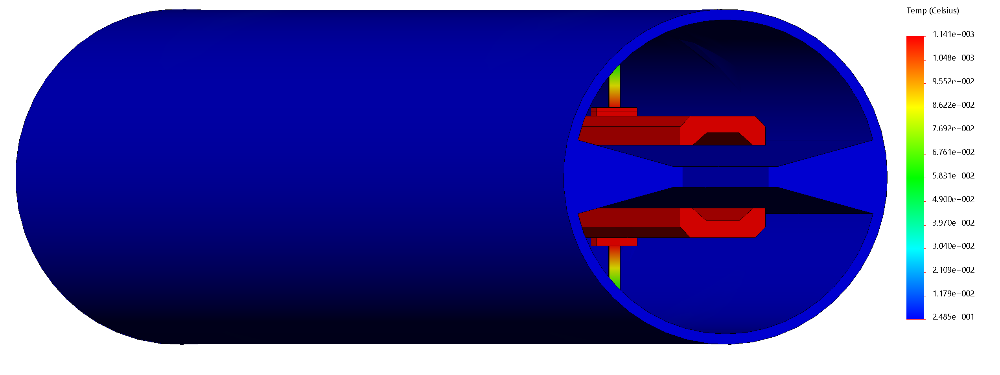 Temp (Celsius)
1.141e+003
1.048e+003
9.552e+002
8.622e+002
7.692e+002
6.761e+002
5.831e+002
4.900e+002
3.970e+002
3.040e+002
2.109e+002
1.179e+002
2.485e+001